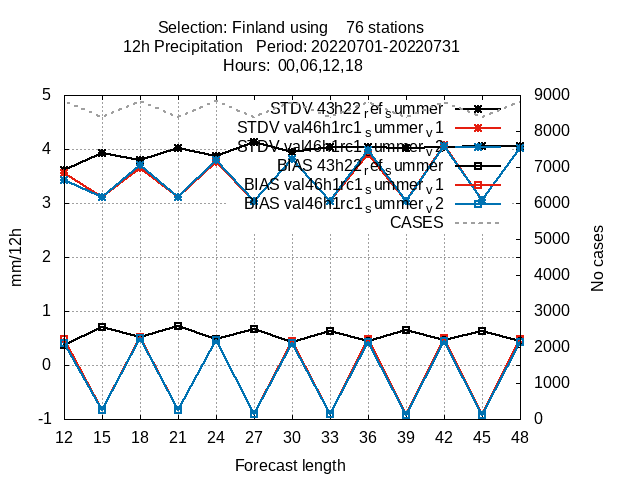 Selection: Finland using 76 stations
12h Precipitation Period: 20220701-20220731
Hours: 00,06,12,18
STDV 43h22_ref_summer
STDV val46h1rc1_summer_v1
STDV val46h1rc1_summer_v2
BIAS 43h22_ref_summer
BIAS val46h1rc1_summer_v1
BIAS val46h1rc1_summer_v2
CASES
5
4
3
2
1
0
-1
mm/12h
9000
8000
7000
6000
5000
4000
3000
2000
1000
0
No cases
12 15 18 21 24 27 30 33 36 39 42 45 48
Forecast length